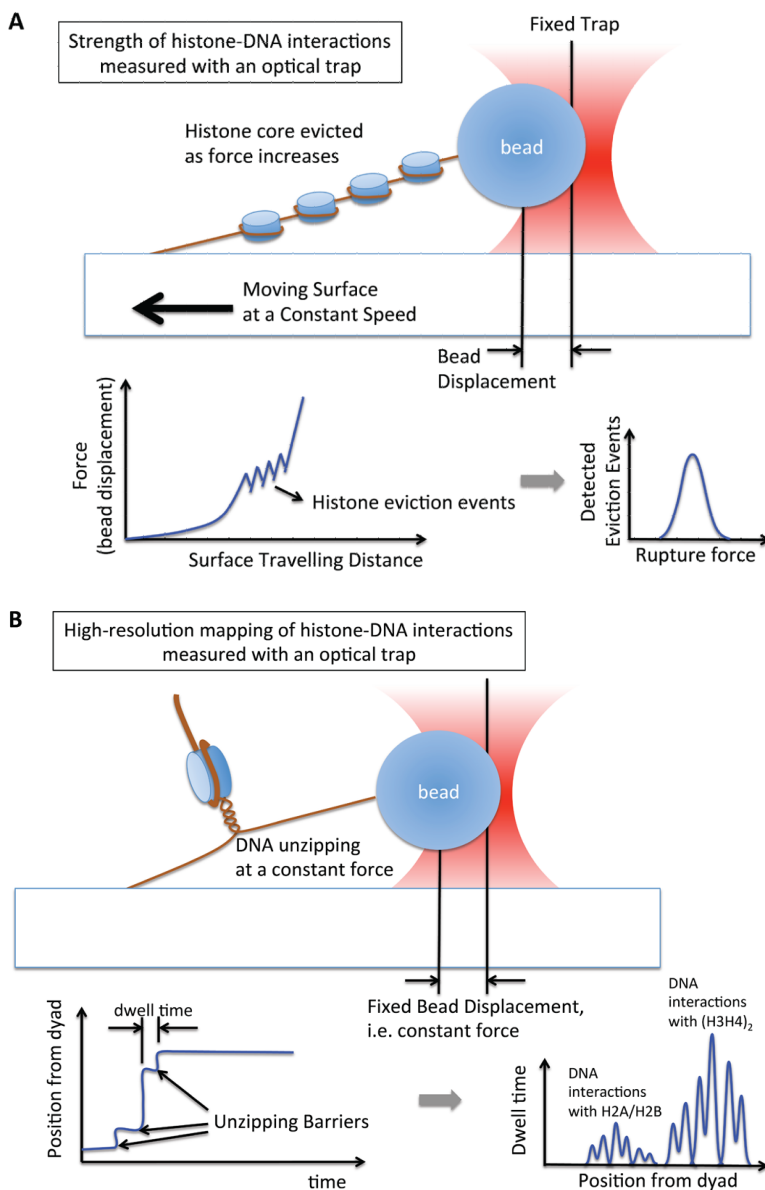 A
Strength of histone-DNA interactions
measured with an optical trap
Fixed Trap
Histone core evicted
as force increases
bead
Moving Surface
at a Constant Speed
Bead
Displacement
Force
(bead displacement)
Histone eviction events
Surface Travelling Distance
Detected
Eviction Events
Rupture force
B
High-resolution mapping of histone-DNA interactions
measured with an optical trap
bead
DNA unzipping
at a constant force
Fixed Bead Displacement,
i.e. constant force
dwell time
Position from dyad
Unzipping Barriers
time
DNA
interactions
with (H3H4)₂
DNA
interactions
with H2A/H2B
Dwell time
Position from dyad